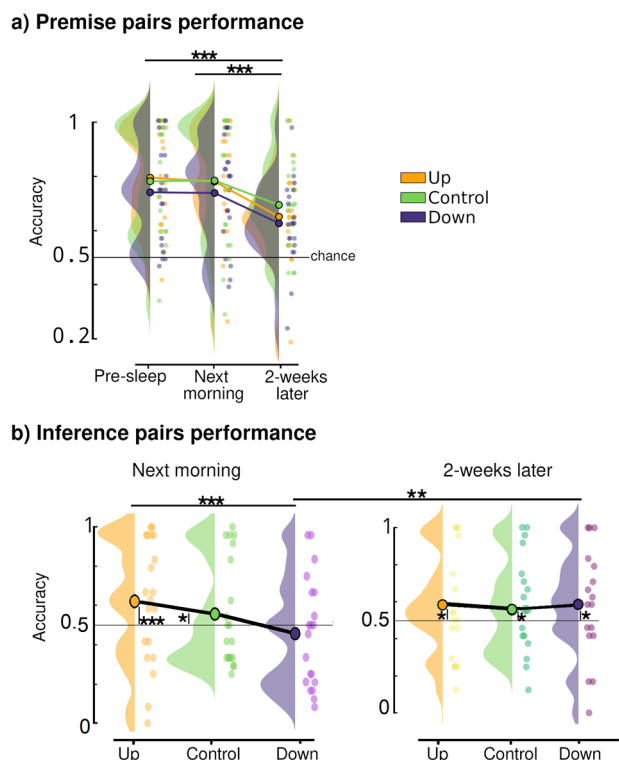 a) Premise pairs performance
***
***
1
Up
Control
Down
Accuracy
0.5
chance
0.2
Pre-sleep
Next
morning
2-weeks
later
b) Inference pairs performance
Next morning
2-weeks later
***
**
1
1
Accuracy
0.5
***
*
0.5
*
*
*
0
0
Up
Control
Down
Up
Control
Down